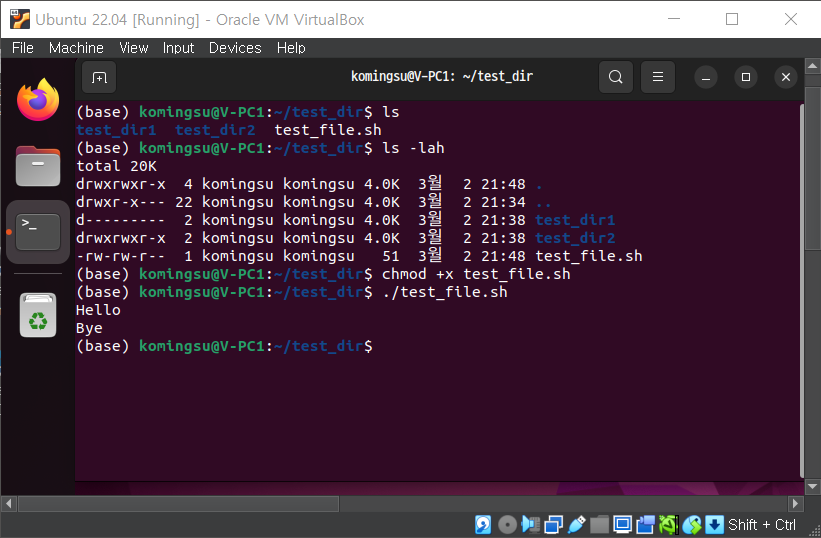 Ubuntu 22.04 [Running] - Oracle VM VirtualBox
File Machine View Input Devices Help
komingsu@V-PC1: ~/test_dir
(base) komingsu@V-PC1:~/test_dir$ ls
test_dir1  test_dir2  test_file.sh
(base) komingsu@V-PC1:~/test_dir$ ls -lah
total 20K
drwxrwxr-x  4 komingsu komingsu 4.0K  3월  2 21:48 .
drwxr-x--- 22 komingsu komingsu 4.0K  3월  2 21:34 ..
d---------  2 komingsu komingsu 4.0K  3월  2 21:38 test_dir1
drwxrwxr-x  2 komingsu komingsu 4.0K  3월  2 21:38 test_dir2
-rw-rw-r--  1 komingsu komingsu   51  3월  2 21:48 test_file.sh
(base) komingsu@V-PC1:~/test_dir$ chmod +x test_file.sh
(base) komingsu@V-PC1:~/test_dir$ ./test_file.sh
Hello
Bye
(base) komingsu@V-PC1:~/test_dir$
>_
Shift + Ctrl